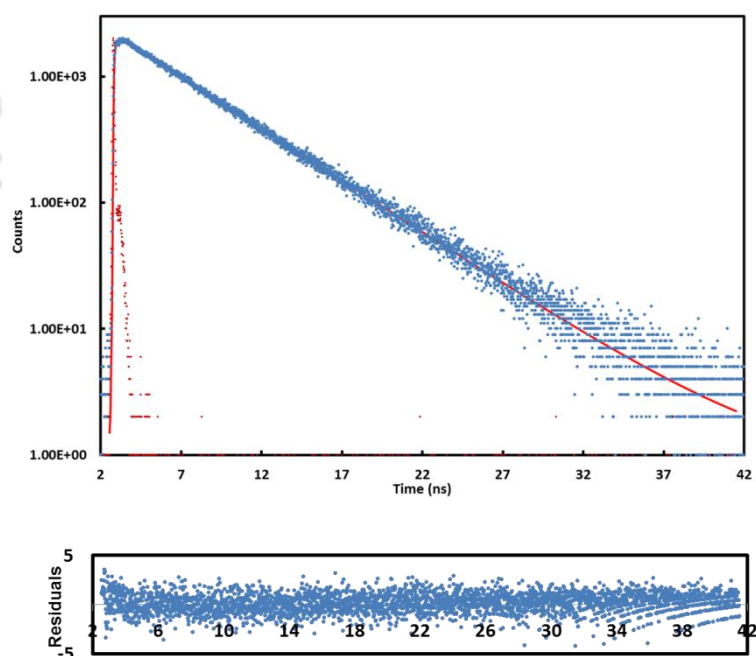 1.00E+03
1.00E+02
Counts
1.00E+01
1.00E+00
2 7 12 17 22 27 32 37 42
Time (ns)
5
Residuals
2 6 10 14 18 22 26 30 34 38 42
-5